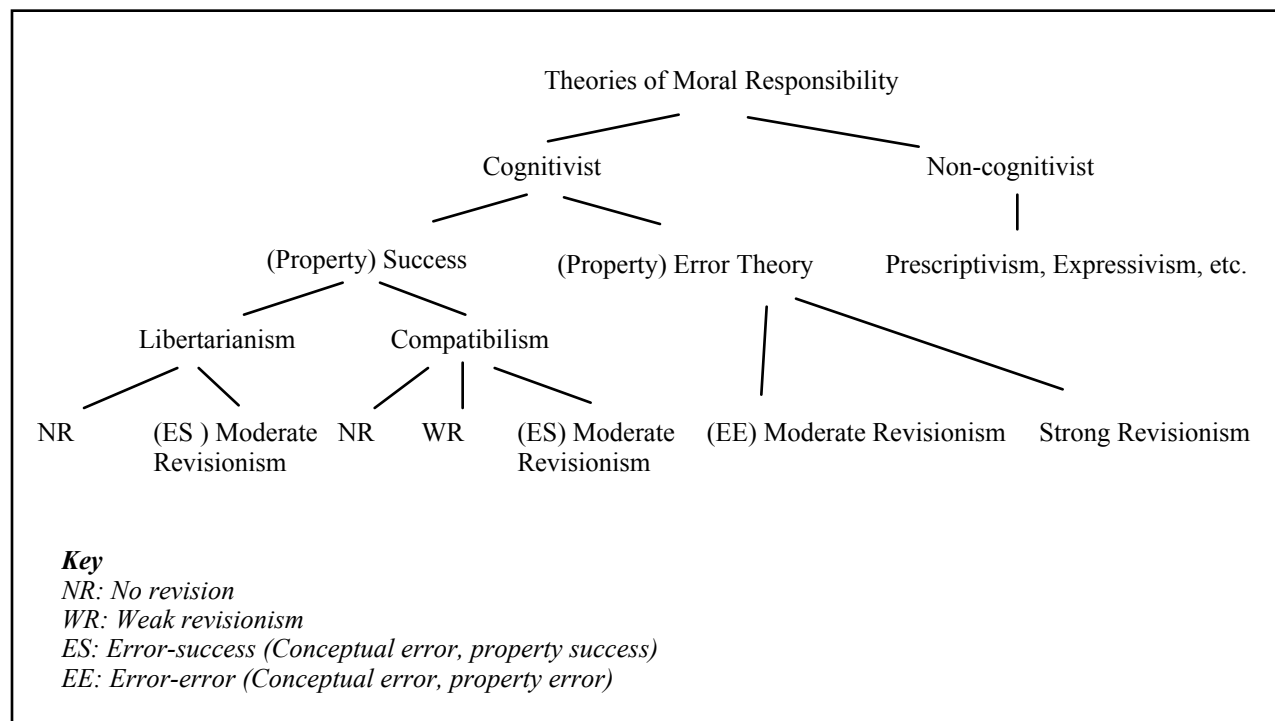 Theories of Moral Responsibility
Cognitivist Non-cognitivist
(Property) Success (Property) Error Theory Prescriptivism, Expressivism, etc.
Libertarianism Compatibilism
NR (ES ) Moderate NR WR (ES) Moderate (EE) Moderate Revisionism Strong Revisionism
Revisionism Revisionism
Key
NR: No revision
WR: Weak revisionism
ES: Error-success (Conceptual error, property success)
EE: Error-error (Conceptual error, property error)